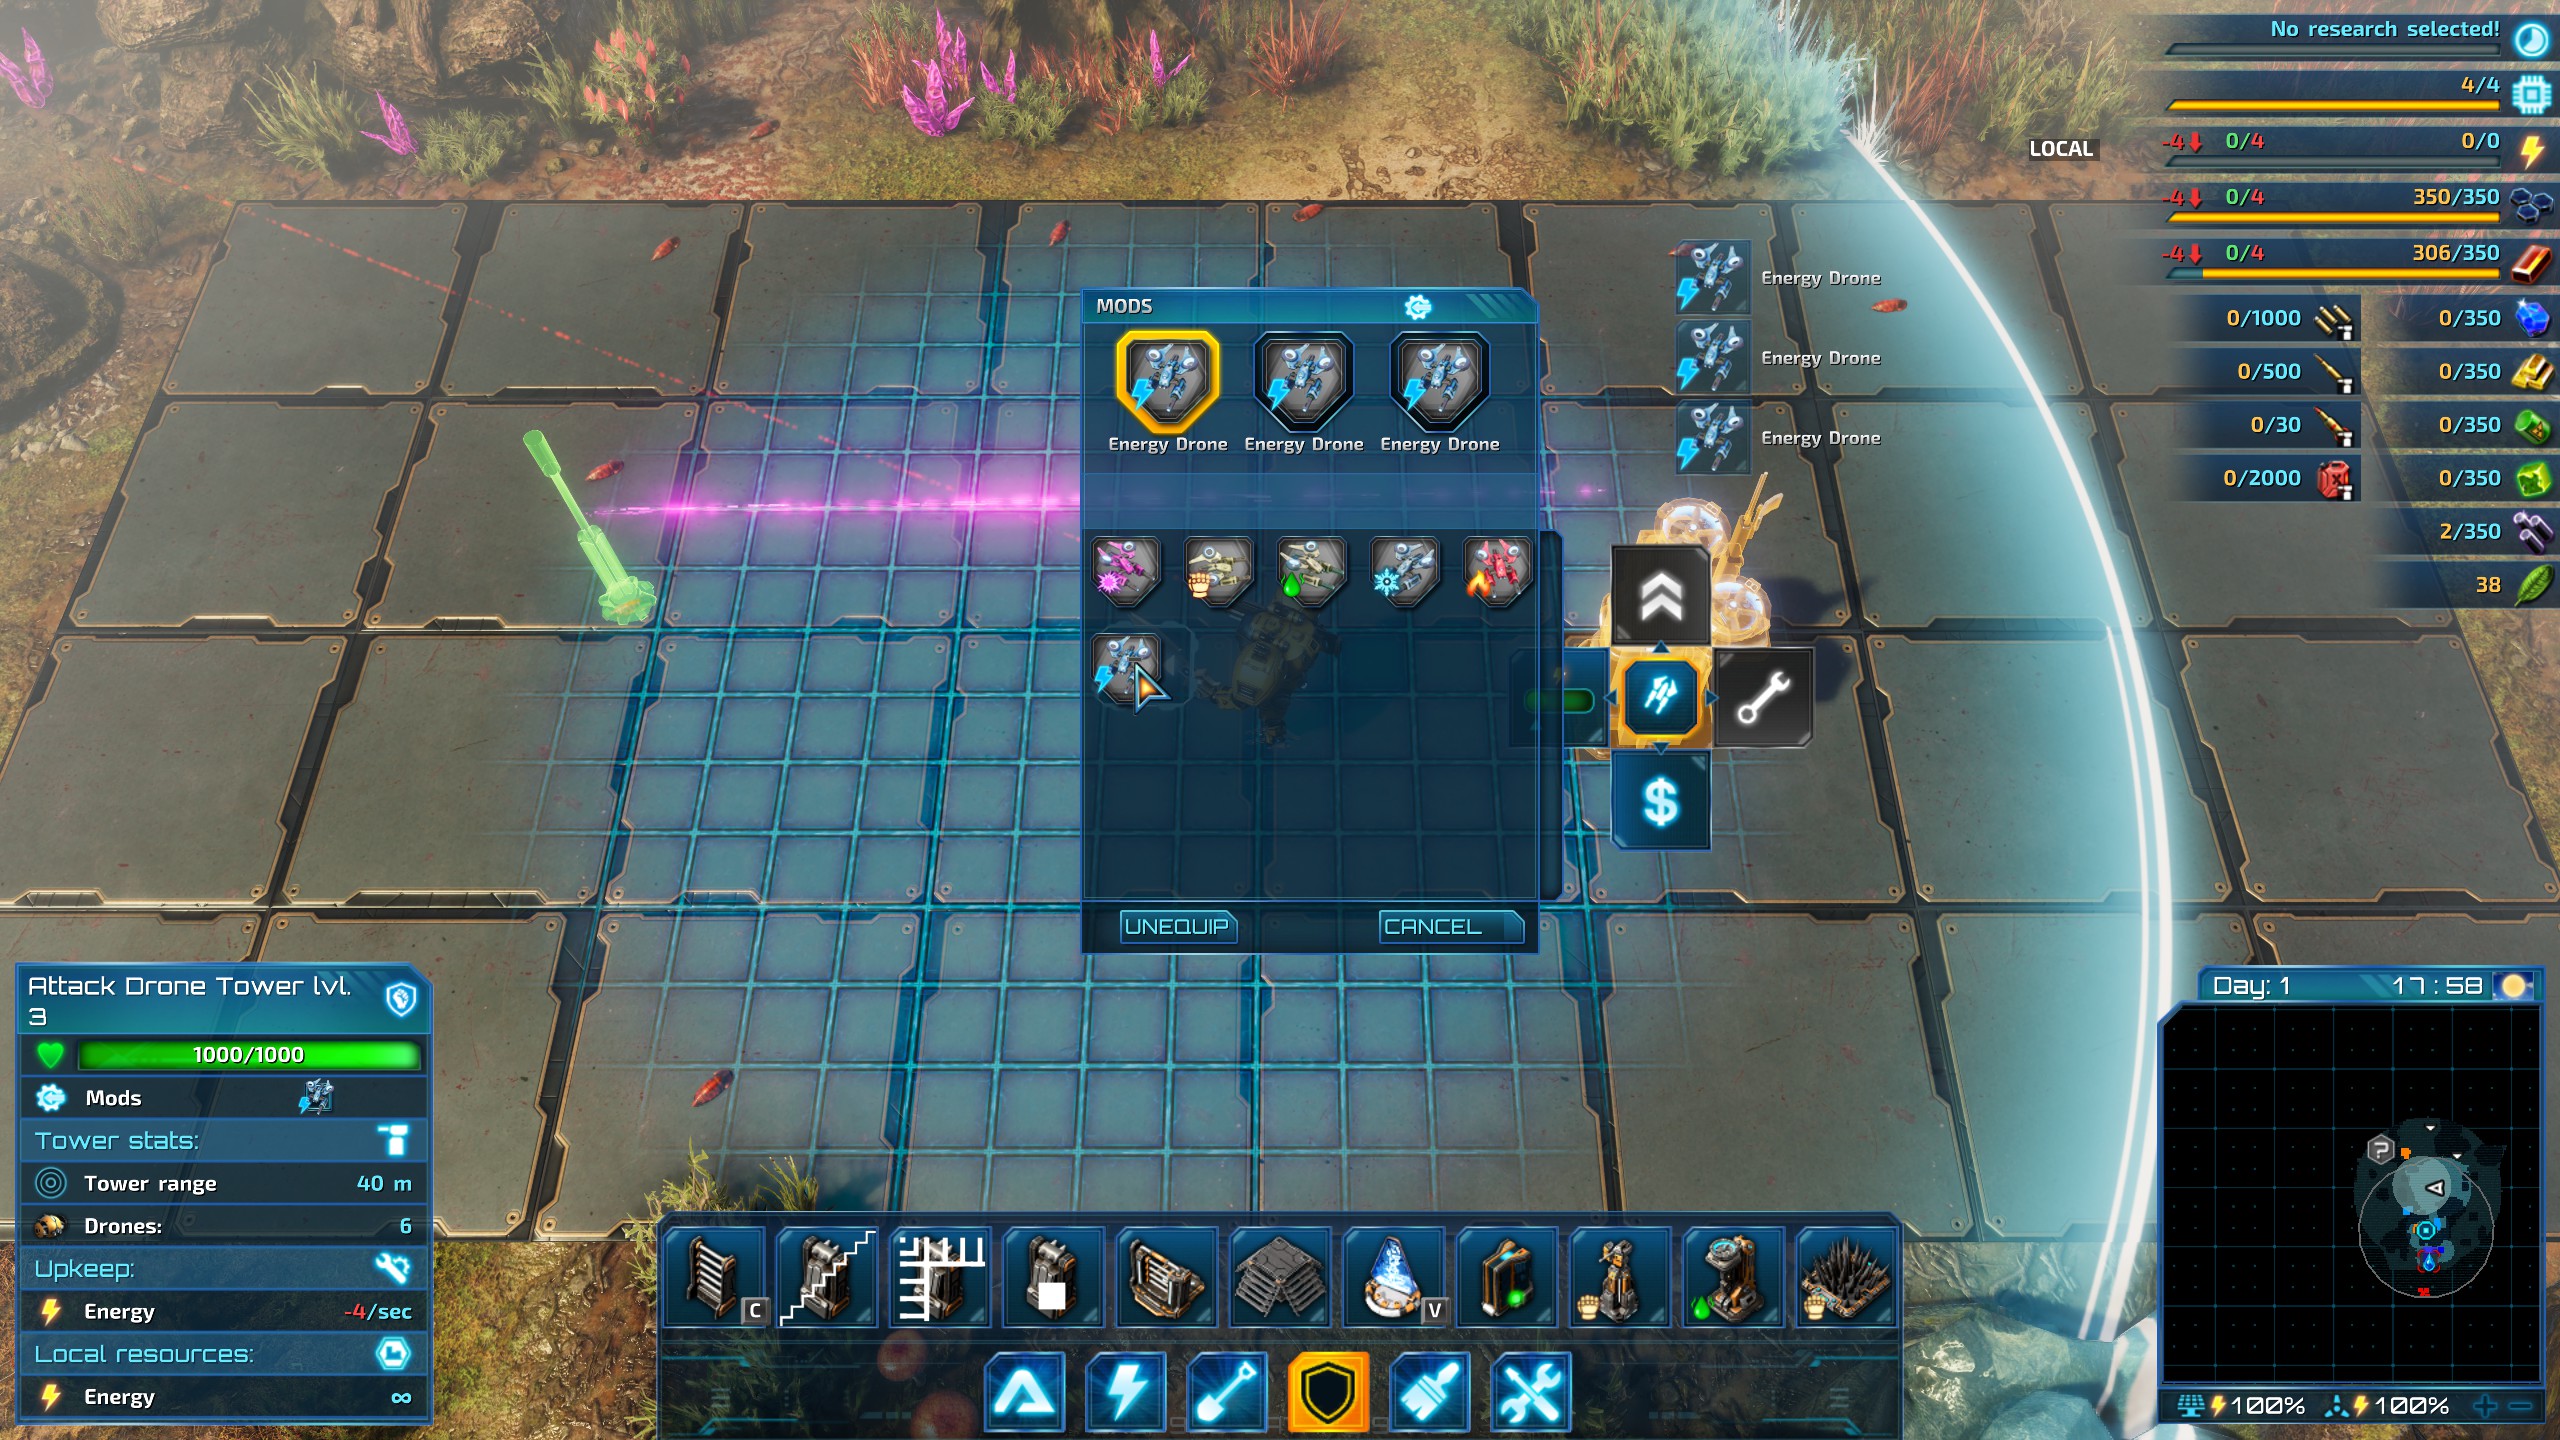 No research selected!
4/4
-4 0/4 0/0
LOCAL
-4 0/4 350/350
-4 0/4 306/350
0/1000 0/350
0/500 0/350
0/30 0/350
0/2000 0/350
2/350
38
Energy Drone
Energy Drone
Energy Drone
MODS
Energy Drone Energy Drone Energy Drone
$
UNEQUIP CANCEL
Attack Drone Tower lvl.
3
1000/1000
Mods
Tower stats:
Tower range 40 m
Drones: 6
Upkeep:
Energy -4/sec
Local resources:
Energy ∞
C
V
Day: 1 17:58
?
100% 100%